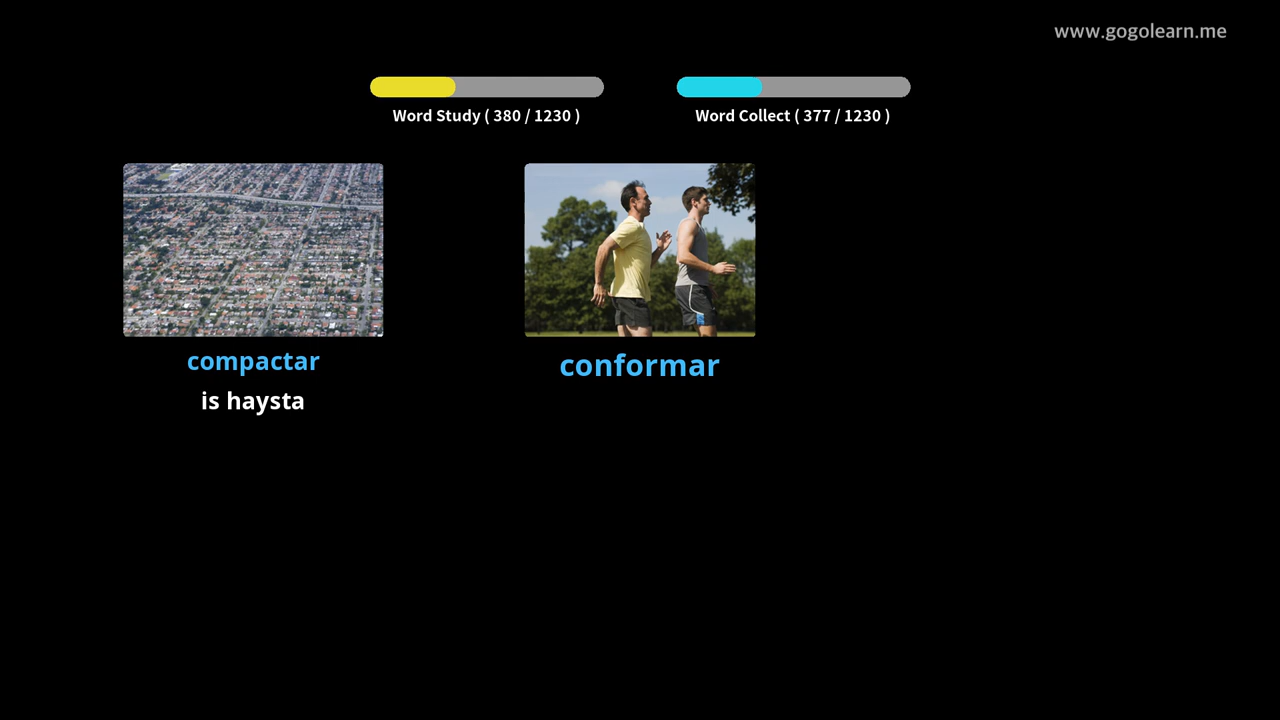 www.gogolearn.me
Word Study ( 380 / 1230 )
Word Collect ( 377 / 1230 )
compactar
is haysta
conformar